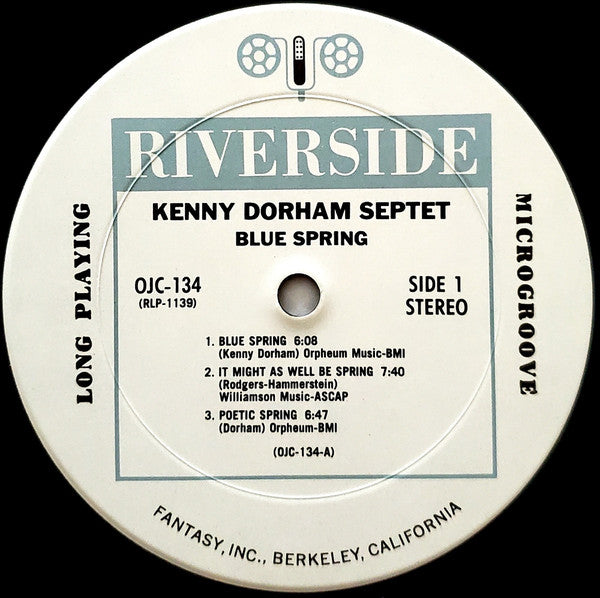 RIVERSIDE
KENNY DORHAM SEPTET
BLUE SPRING
LONG PLAYING
MICROGROOVE
OJC-134
(RLP-1139)
SIDE 1
STEREO
1. BLUE SPRING 6:08
(Kenny Dorham) Orpheum Music-BMI
2. IT MIGHT AS WELL BE SPRING 7:40
(Rodgers-Hammerstein)
Williamson Music-ASCAP
3. POETIC SPRING 6:47
(Dorham) Orpheum-BMI
(OJC-134-A)
FANTASY, INC., BERKELEY, CALIFORNIA